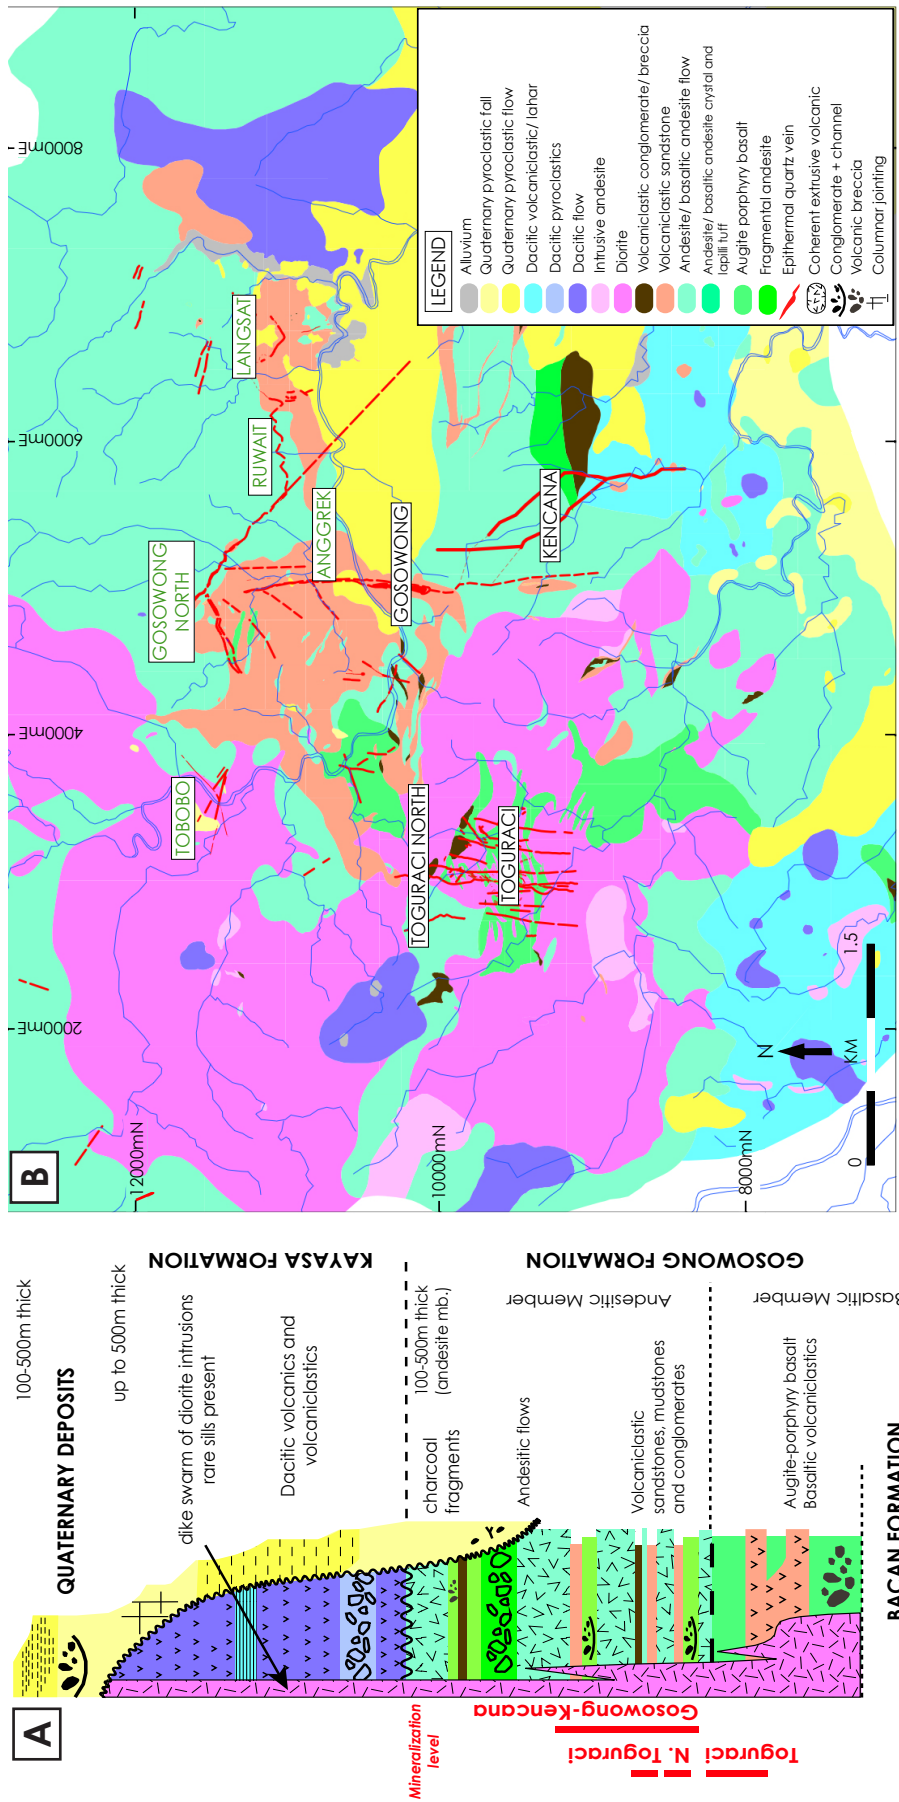 A
QUATERNARY DEPOSITS
100-500m thick
up to 500m thick
KAYASA FORMATION
dike swarm of diorite intrusions
rare sills present
Dacitic volcanics and
volcaniclastics
Mineralization
level
charcoal
fragments
100-500m thick
(andesite mb.)
GOSOWONG FORMATION
Andesitic flows
Andesitic Member
Volcaniclastic
sandstones, mudstones
and conglomerates
Gosowong-Kencana
N. Toguraci
Toguraci
Toguraci
Basaltic Member
Augite-porphyry basalt
Basaltic volcaniclastics
BACAN FORMATION
B
2000mE
4000mE
6000mE
8000mE
12000mN
10000mN
8000mN
TOBOBO
GOSOWONG
NORTH
RUWAIT
LANGSAT
ANGGREK
GOSOWONG
TOGURACI NORTH
TOGURACI
KENCANA
N
KM
0
1.5
LEGEND
Alluvium
Quaternary pyroclastic fall
Quaternary pyroclastic flow
Dacitic volcaniclastic/ lahar
Dacitic pyroclastics
Dacitic flow
Intrusive andesite
Diorite
Volcaniclastic conglomerate/ breccia
Volcaniclastic sandstone
Andesite/ basaltic andesite flow
Andesite/ basaltic andesite crystal and
lapilli tuff
Augite porphyry basalt
Fragmental andesite
Epithermal quartz vein
Coherent extrusive volcanic
Conglomerate + channel
Volcanic breccia
Columnar jointing